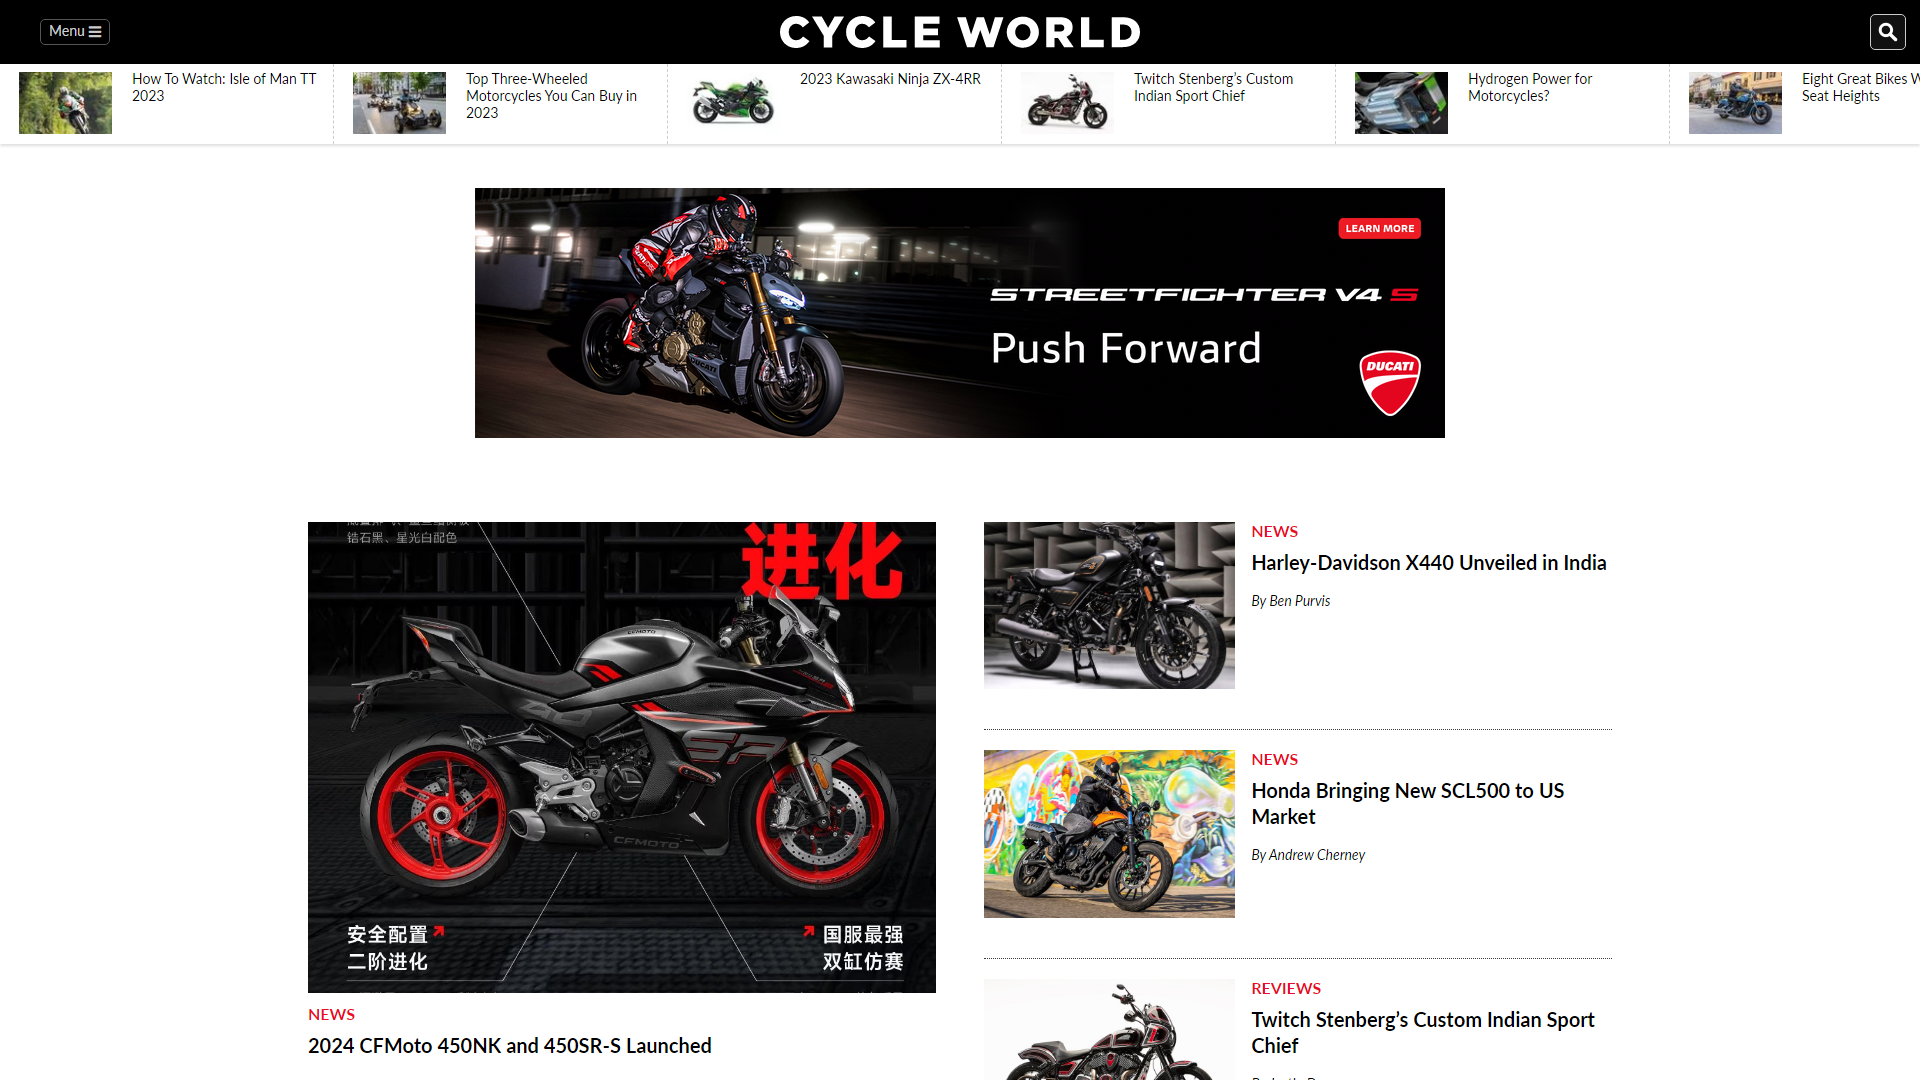 Menu
CYCLE WORLD
How To Watch: Isle of Man TT
2023
Top Three-Wheeled
Motorcycles You Can Buy in
2023
2023 Kawasaki Ninja ZX-4RR
Twitch Stenberg’s Custom
Indian Sport Chief
Hydrogen Power for
Motorcycles?
Eight Great Bikes W
Seat Heights
LEARN MORE
STREETFIGHTER V4 S
Push Forward
DUCATI
锆石黑、星光白配色
进化
CFMOTO
SR
CFMOTO
安全配置
二阶进化
国服最强
双缸仿赛
NEWS
2024 CFMoto 450NK and 450SR-S Launched
NEWS
Harley-Davidson X440 Unveiled in India
By Ben Purvis
NEWS
Honda Bringing New SCL500 to US
Market
By Andrew Cherney
REVIEWS
Twitch Stenberg’s Custom Indian Sport
Chief